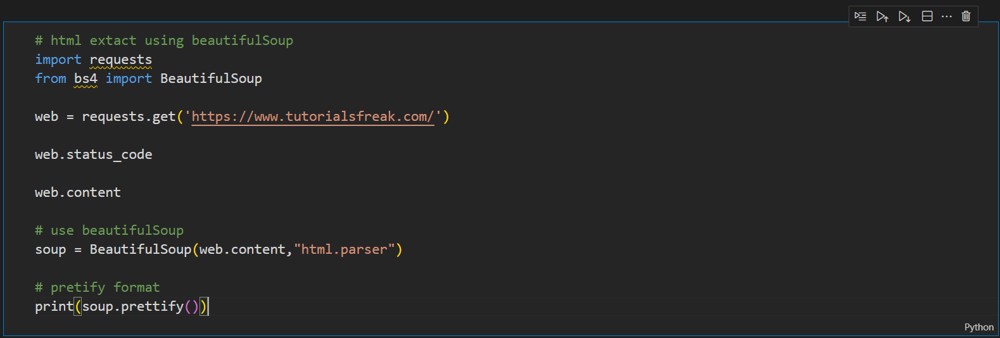 # html extact using beautifulSoup
import requests
from bs4 import BeautifulSoup
web = requests.get('https://www.tutorialsfreak.com/')
web.status_code
web.content
# use beautifulSoup
soup = BeautifulSoup(web.content,"html.parser")
# pretify format
print(soup.prettify())
Python